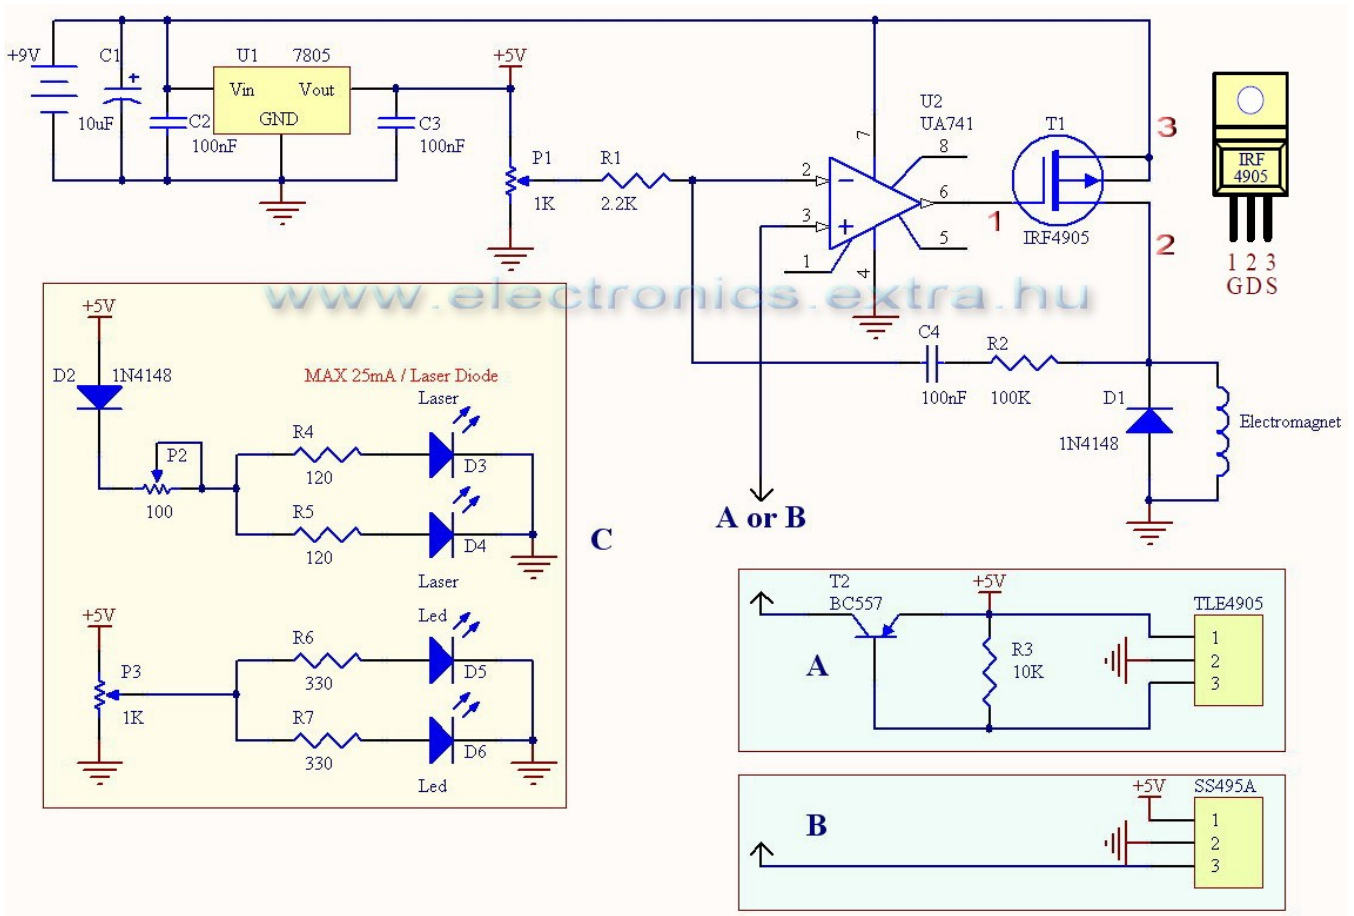 +9V
C1
10uF
U1 7805
Vin Vout
GND
C2
100nF
C3
100nF
+5V
P1
1K
R1
2.2K
2
3
7
4
1
8
6
5
U2
UA741
T1
IRF4905
1
2
3
IRF
4905
1 2 3
G D S
www.electronics.extra.hu
C4
100nF
R2
100K
D1
1N4148
Electromagnet
A or B
+5V
D2 1N4148
MAX 25mA / Laser Diode
P2
100
R4
120
Laser
D3
R5
120
D4
Laser
C
+5V
P3
1K
R6
330
Led
D5
R7
330
D6
Led
T2
BC557
+5V
TLE4905
A
R3
10K
1
2
3
B
+5V
SS495A
1
2
3